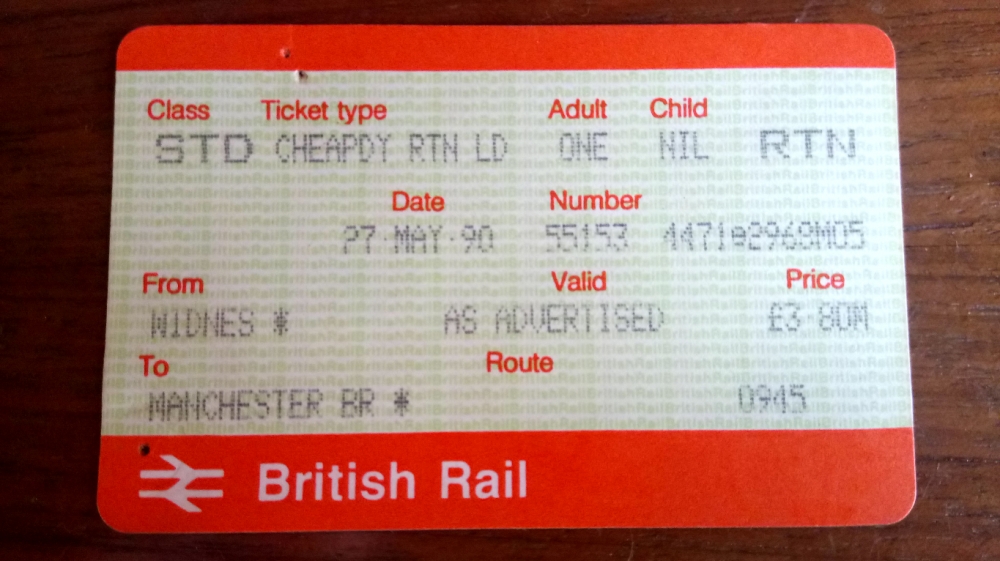 Class Ticket type Adult Child
STD CHEAPDY RTN LD ONE NIL RTN
Date Number
27·MAY·90 55153 4471@2969M05
From Valid Price
WIDNES * AS ADVERTISED £3·80M
To Route
MANCHESTER BR * 0945
British Rail